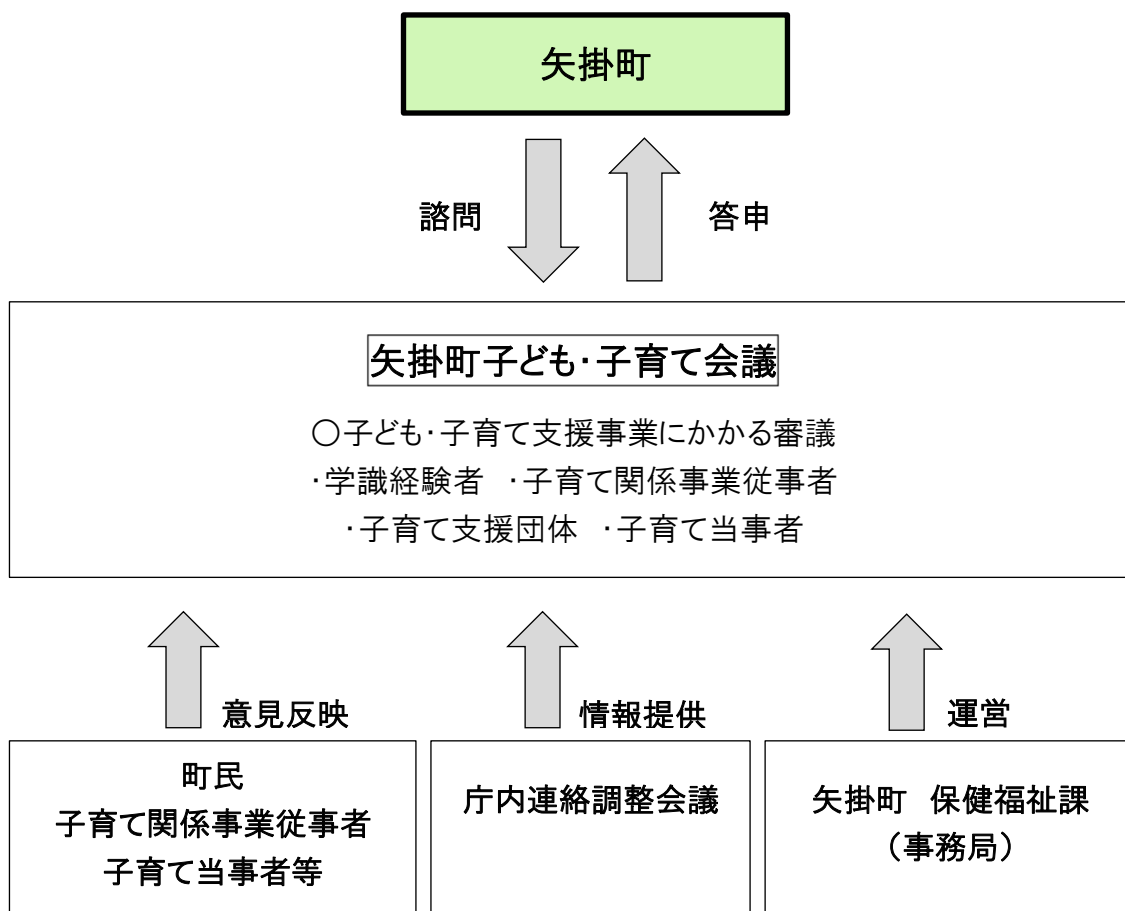 矢掛町
諮問
答申
矢掛町子ども・子育て会議
○子ども・子育て支援事業にかかる審議
・学識経験者　・子育て関係事業従事者
・子育て支援団体　・子育て当事者
意見反映
情報提供
運営
町民
子育て関係事業従事者
子育て当事者等
庁内連絡調整会議
矢掛町　保健福祉課
（事務局）